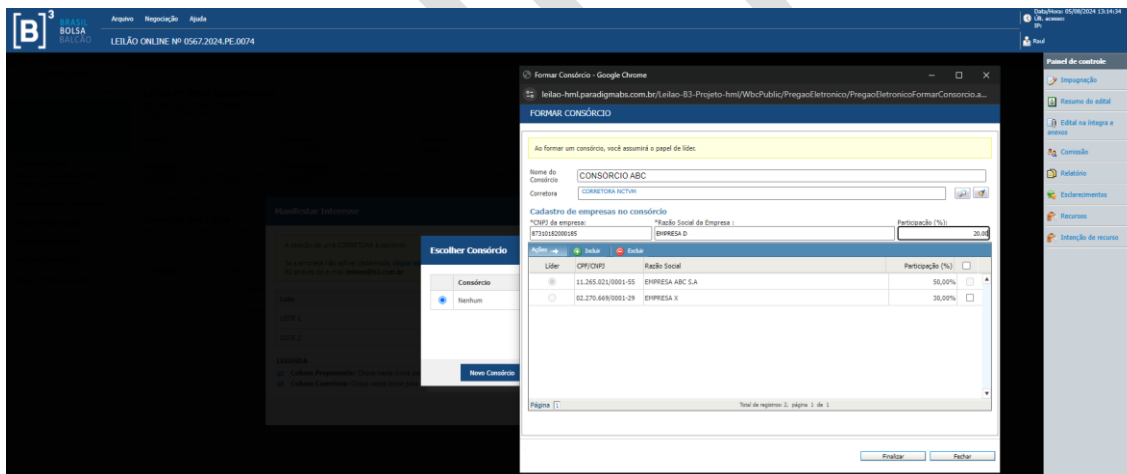 [B]³ BRASIL
BOLSA
BALCÃO
Arquivo Negociação Ajuda
LEILÃO ONLINE Nº 0567.2024.PE.0074
Data/Hora: 05/08/2024 13:14:34
Últ. acesso:
IP:
Raul
Painel de controle
Impugnação
Resumo do edital
Edital na íntegra e
anexos
Comissão
Relatório
Esclarecimentos
Recursos
Intenção de recurso
Manifestar Interesse
Escolher Consórcio
Consórcio
Nenhum
Novo Consórcio
Formar Consórcio - Google Chrome
leilao-hml.paradigmabs.com.br/Leilao-B3-Projeto-hml/WbcPublic/PregaoEletronico/PregaoEletronicoFormarConsorcio.a...
FORMAR CONSÓRCIO
Ao formar um consórcio, você assumirá o papel de líder.
Nome do
Consórcio
CONSÓRCIO ABC
Corretora
CORRETORA NCTVM
Cadastro de empresas no consórcio
*CNPJ da empresa: *Razão Social da Empresa : Participação (%):
87310182000185 EMPRESA D 20,00
Ações Incluir Excluir
Líder CPF/CNPJ Razão Social Participação (%)
11.265.021/0001-55 EMPRESA ABC S.A 50,00%
02.270.669/0001-29 EMPRESA X 30,00%
Página 1 Total de registros: 2, página 1 de 1
Finalizar Fechar